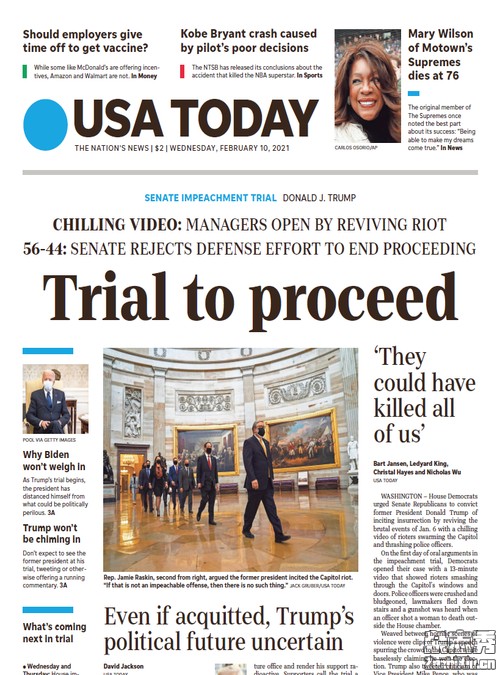 Should employers give
time off to get vaccine?
While some like McDonald's are offering incen-
tives, Amazon and Walmart are not. In Money
Kobe Bryant crash caused
by pilot's poor decisions
The NTSB has released its conclusions about the
accident that killed the NBA superstar. In Sports
CARLOS OSORIO/AP
Mary Wilson
of Motown's
Supremes
dies at 76
The original member of
The Supremes once
noted the best part
about its success: "Being
able to make my dreams
come true." In News
USA TODAY
THE NATION'S NEWS | $2 | WEDNESDAY, FEBRUARY 10, 2021
SENATE IMPEACHMENT TRIAL DONALD J. TRUMP
CHILLING VIDEO: MANAGERS OPEN BY REVIVING RIOT
56-44: SENATE REJECTS DEFENSE EFFORT TO END PROCEEDING
Trial to proceed
POOL VIA GETTY IMAGES
Why Biden
won't weigh in
As Trump's trial begins,
the president has
distanced himself from
what could be politically
perilous. 3A
Trump won't
be chiming in
Don't expect to see the
former president at his
trial, tweeting or other-
wise offering a running
commentary. 3A
What's coming
next in trial
Wednesday and
Thursday: House im-
Rep. Jamie Raskin, second from right, argued the former president incited the Capitol riot.
"If that is not an impeachable offense, then there is no such thing." JACK GRUBER/USA TODAY
Even if acquitted, Trump's
political future uncertain
David Jackson
USA TODAY
ture office and render his support ra-
dioactive. Supporters call the trial a
'They
could have
killed all
of us'
Bart Jansen, Ledyard King,
Christal Hayes and Nicholas Wu
USA TODAY
WASHINGTON – House Democrats
urged Senate Republicans to convict
former President Donald Trump of
inciting insurrection by reviving the
brutal events of Jan. 6 with a chilling
video of rioters swarming the Capitol
and thrashing police officers.
On the first day of oral arguments in
the impeachment trial, Democrats
opened their case with a 13-minute
video that showed rioters smashing
through the Capitol's windows and
doors. Police officers were crushed and
bludgeoned, lawmakers fled down
stairs and a gunshot was heard when
an officer shot a woman to death out-
side the House chamber.
Weaved between horrific scenes of
violence were clips of Trump's speech
spurring the crowd
baselessly claiming he won the elec-
tion. Trump also
Vice President Mike Pence, who was